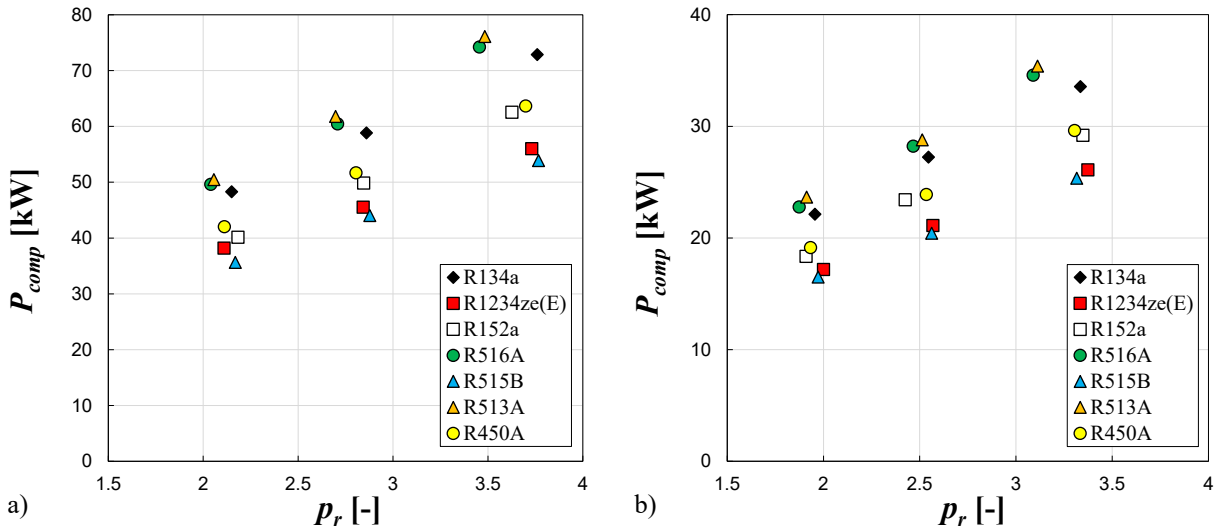 80
70
60
50
40
30
20
10
0
P_comp [kW]
1.5 2 2.5 3 3.5 4
p_r [-]
R134a
R1234ze(E)
R152a
R516A
R515B
R513A
R450A
a)
40
30
20
10
0
P_comp [kW]
1.5 2 2.5 3 3.5 4
p_r [-]
R134a
R1234ze(E)
R152a
R516A
R515B
R513A
R450A
b)